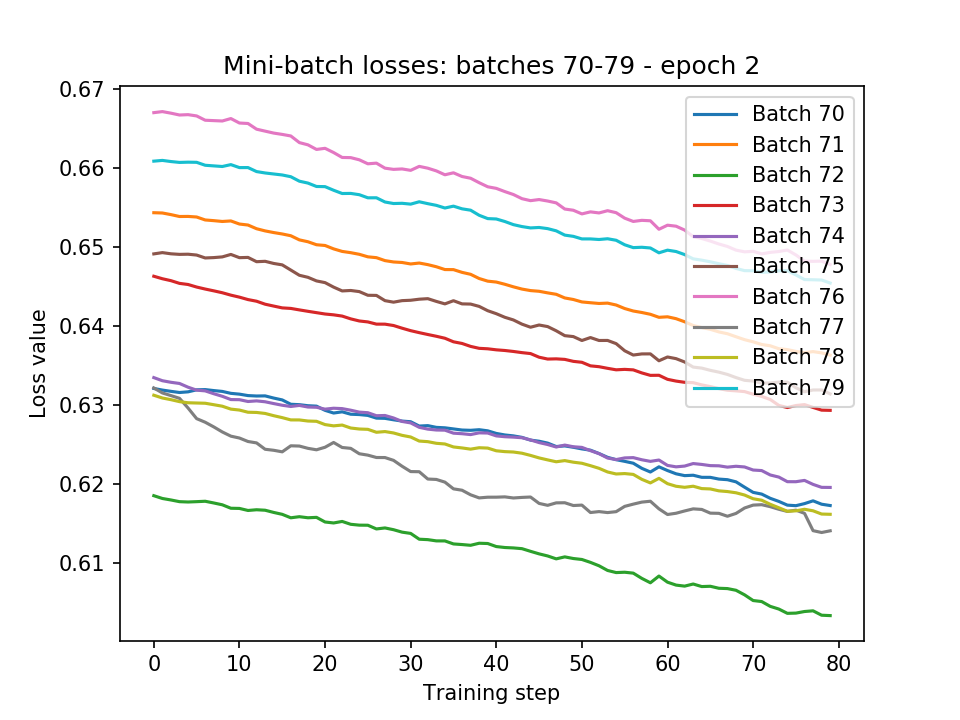 Mini-batch losses: batches 70-79 - epoch 2
Loss value
0.67
0.66
0.65
0.64
0.63
0.62
0.61
Batch 70
Batch 71
Batch 72
Batch 73
Batch 74
Batch 75
Batch 76
Batch 77
Batch 78
Batch 79
0 10 20 30 40 50 60 70 80
Training step